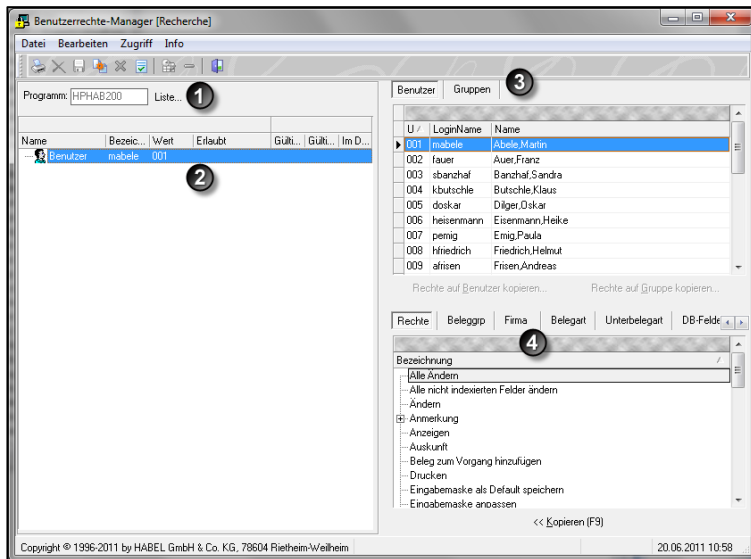 Benutzerrechte-Manager [Recherche]
Datei Bearbeiten Zugriff Info
Programm: HPHAB200 Liste...
1
Name Bezeic... Wert Erlaubt Gülti... Gülti... Im D...
Benutzer mabele 001
2
Benutzer Gruppen
3
U LoginName Name
001 mabele Abele,Martin
002 fauer Auer,Franz
003 sbanzhaf Banzhaf,Sandra
004 kbutschle Butschle,Klaus
005 doskar Dilger,Oskar
006 heisenmann Eisenmann,Heike
007 pemig Emig,Paula
008 hfriedrich Friedrich,Helmut
009 afrisen Frisen,Andreas
Rechte auf Benutzer kopieren... Rechte auf Gruppe kopieren...
Rechte Beleggrp Firma Belegart Unterbelegart DB-Felde
4
Bezeichnung
Alle Ändern
Alle nicht indexierten Felder ändern
Ändern
Anmerkung
Anzeigen
Auskunft
Beleg zum Vorgang hinzufügen
Drucken
Eingabemaske als Default speichern
Eingabemaske anpassen
<< Kopieren (F9)
Copyright © 1996-2011 by HABEL GmbH & Co. KG, 78604 Rietheim-Weilheim 20.06.2011 10:58